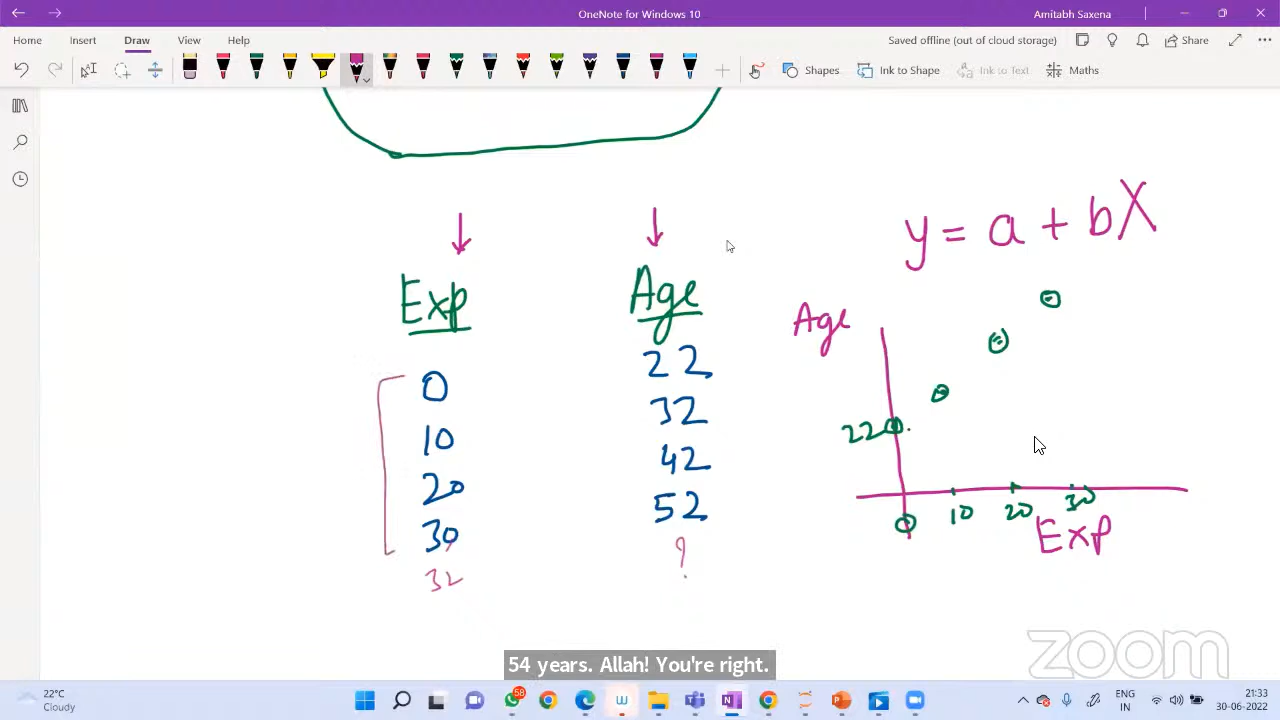 OneNote for Windows 10
Amitabh Saxena
Home Insert Draw View Help
Saved offline (out of cloud storage)
Share
Shapes
Ink to Shape
Ink to Text
Maths
y = a + bX
Exp
Age
0 22
10 32
20 42
30 52
32 ?
Age
22
0 10 20 30
Exp
zoom
54 years. Allah! You're right.
22°C
Cloudy
58
ENG
IN
21:33
30-06-2022